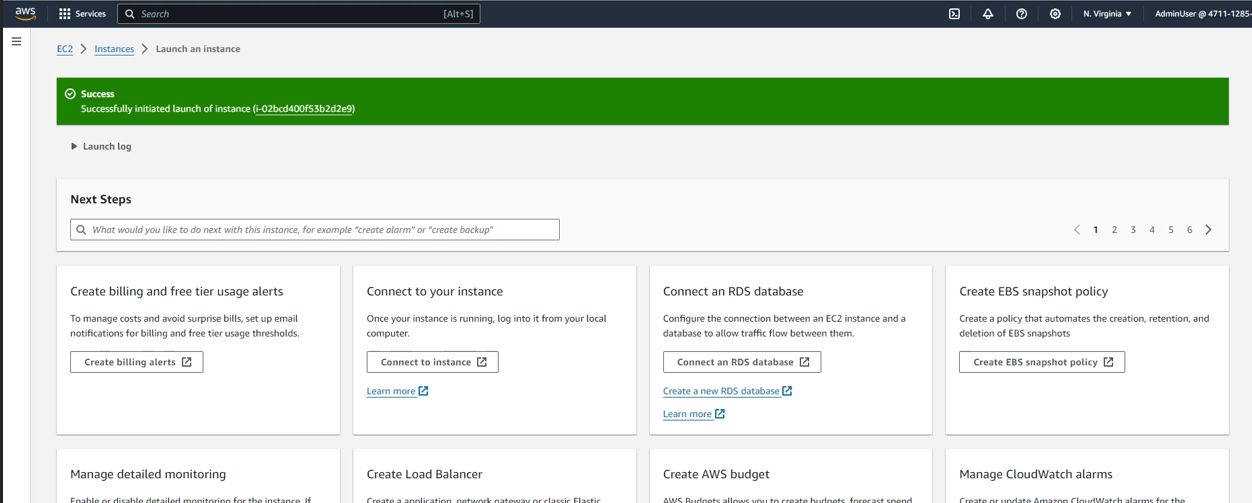 aws Services Search [Alt+S] N. Virginia AdminUser @ 4711-1285-
EC2 Instances Launch an instance
Success
Successfully initiated launch of instance (i-02bcd400f53b2d2e9)
Launch log
Next Steps
What would you like to do next with this instance, for example "create alarm" or "create backup"
1 2 3 4 5 6
Create billing and free tier usage alerts
To manage costs and avoid surprise bills, set up email
notifications for billing and free tier usage thresholds.
Create billing alerts
Connect to your instance
Once your instance is running, log into it from your local
computer.
Connect to instance
Learn more
Connect an RDS database
Configure the connection between an EC2 instance and a
database to allow traffic flow between them.
Connect an RDS database
Create a new RDS database
Learn more
Create EBS snapshot policy
Create a policy that automates the creation, retention, and
deletion of EBS snapshots
Create EBS snapshot policy
Manage detailed monitoring
Enable or disable detailed monitoring for the instance. If
Create Load Balancer
Create a application, network gateway or classic Elastic
Create AWS budget
AWS Budgets allows you to create budgets, forecast spend
Manage CloudWatch alarms
Create or update Amazon CloudWatch alarms for the